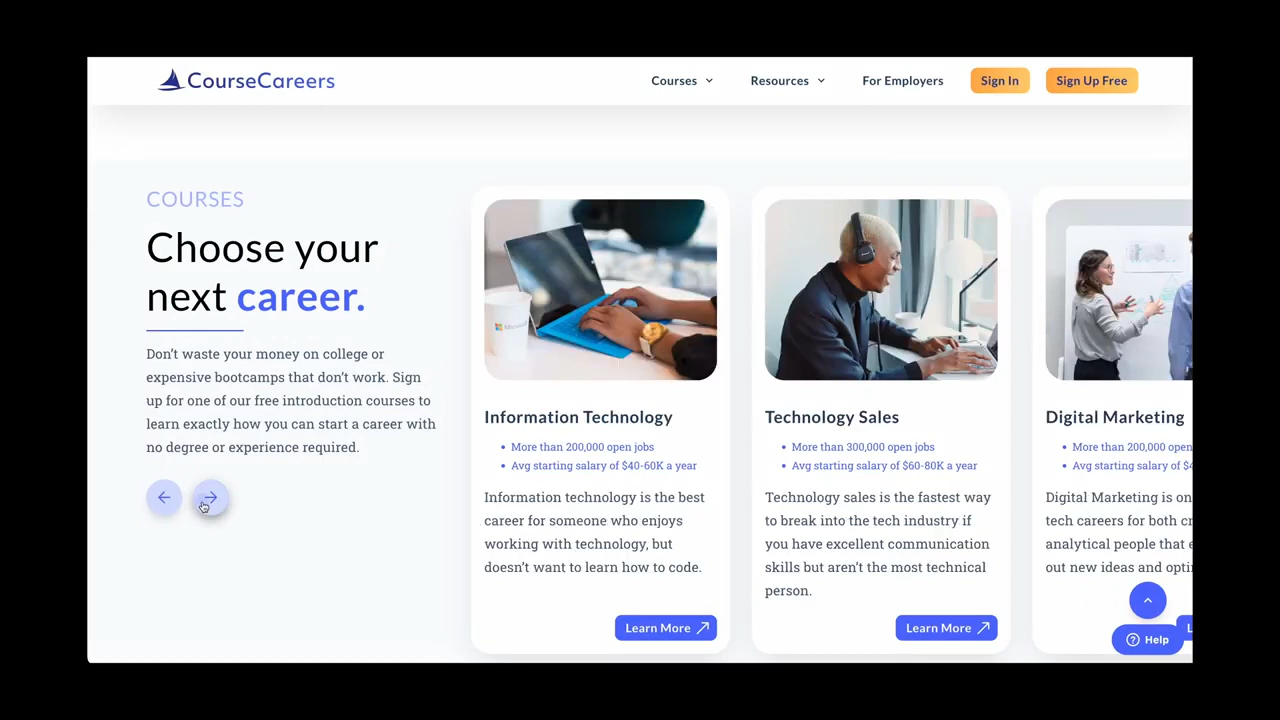 CourseCareers
Courses
Resources
For Employers
Sign In
Sign Up Free
COURSES
Choose your
next career.
Don't waste your money on college or
expensive bootcamps that don't work. Sign
up for one of our free introduction courses to
learn exactly how you can start a career with
no degree or experience required.
Microsoft
Information Technology
• More than 200,000 open jobs
• Avg starting salary of $40-60K a year
Information technology is the best
career for someone who enjoys
working with technology, but
doesn't want to learn how to code.
Learn More
Technology Sales
• More than 300,000 open jobs
• Avg starting salary of $60-80K a year
Technology sales is the fastest way
to break into the tech industry if
you have excellent communication
skills but aren't the most technical
person.
Learn More
Digital Marketing
• More than 200,000 open
• Avg starting salary of $4
Digital Marketing is on
tech careers for both cr
analytical people that e
out new ideas and opti
Help